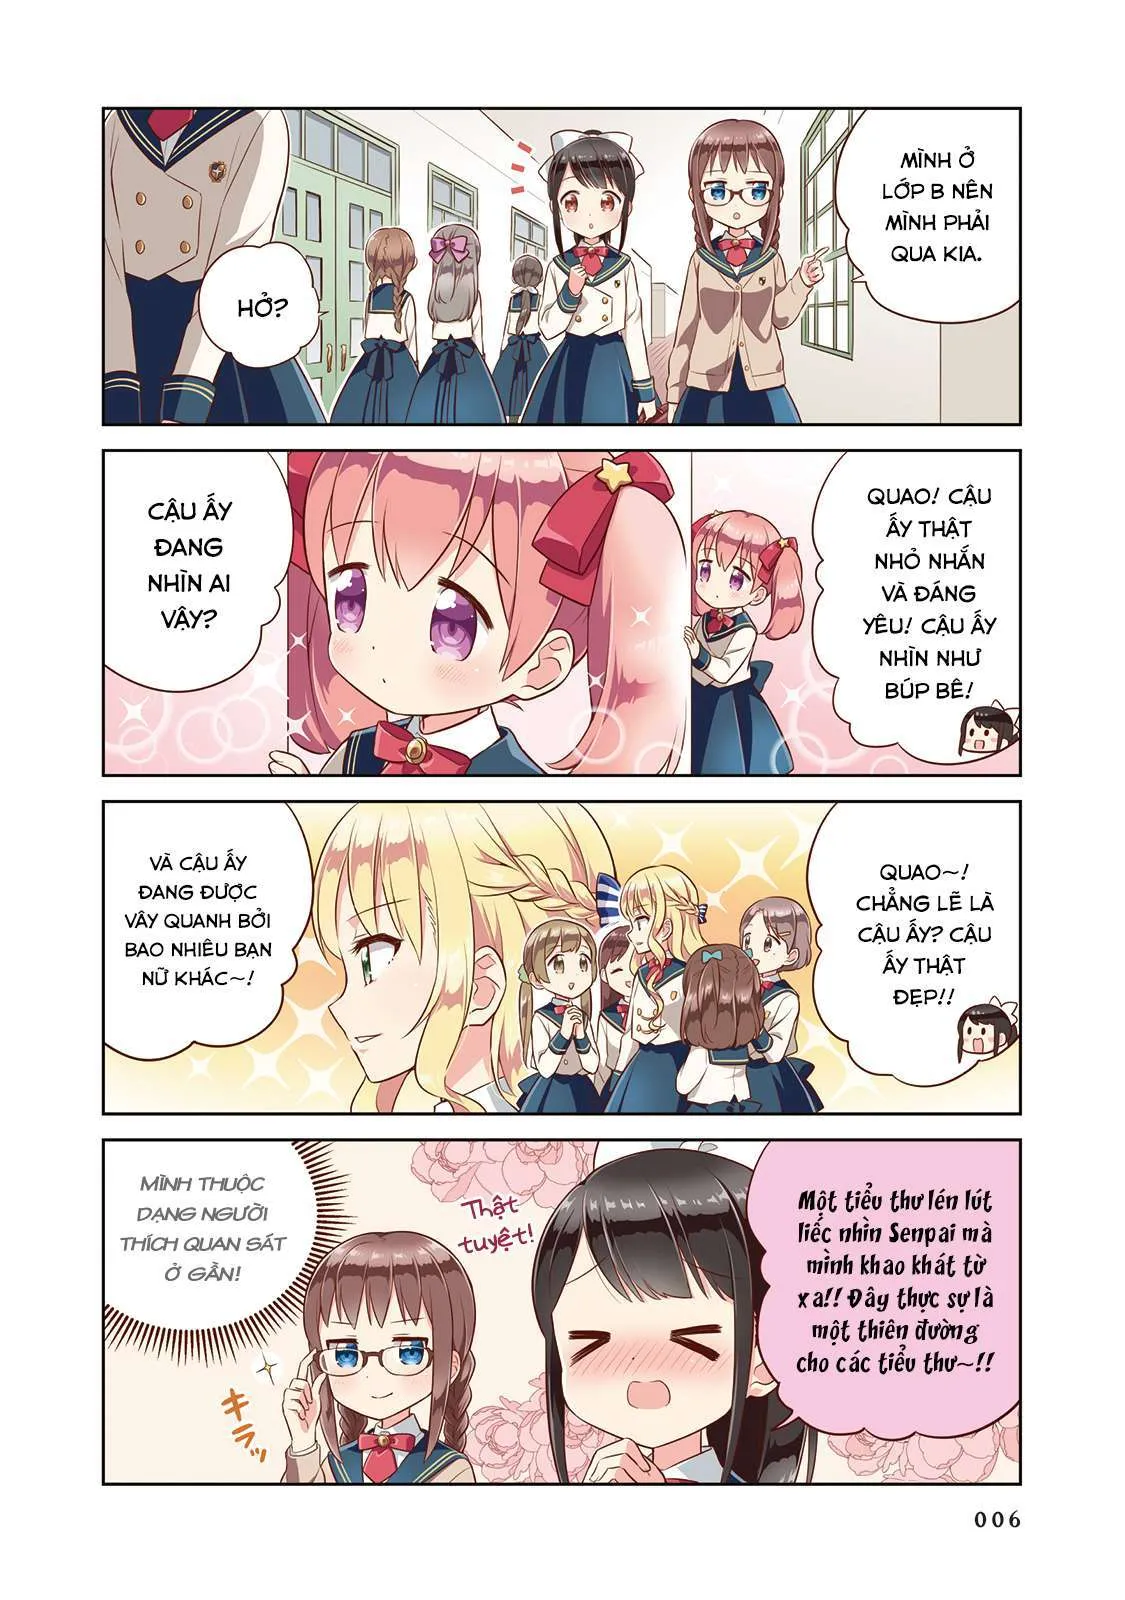 MÌNH Ở
LỚP B NÊN
MÌNH PHẢI
QUA KIA.
HỞ?
QUAO! CẬU
ẤY THẬT
NHỎ NHẮN
VÀ ĐÁNG
YÊU! CẬU ẤY
NHÌN NHƯ
BÚP BÊ!
CẬU ẤY
ĐANG
NHÌN AI
VẬY?
QUAO~!
CHẲNG LẼ LÀ
CẬU ẤY? CẬU
ẤY THẬT
ĐẸP!!
VÀ CẬU ẤY
ĐANG ĐƯỢC
VÂY QUANH BỞI
BAO NHIÊU BẠN
NỮ KHÁC~!
Một tiểu thư lén lút
liếc nhìn Senpai mà
mình khao khát từ
xa!! Đây thực sự là
một thiên đường
cho các tiểu thư~!!
Thật
tuyệt!
MÌNH THUỘC
DẠNG NGƯỜI
THÍCH QUAN SÁT
Ở GẦN!
キラッ
006